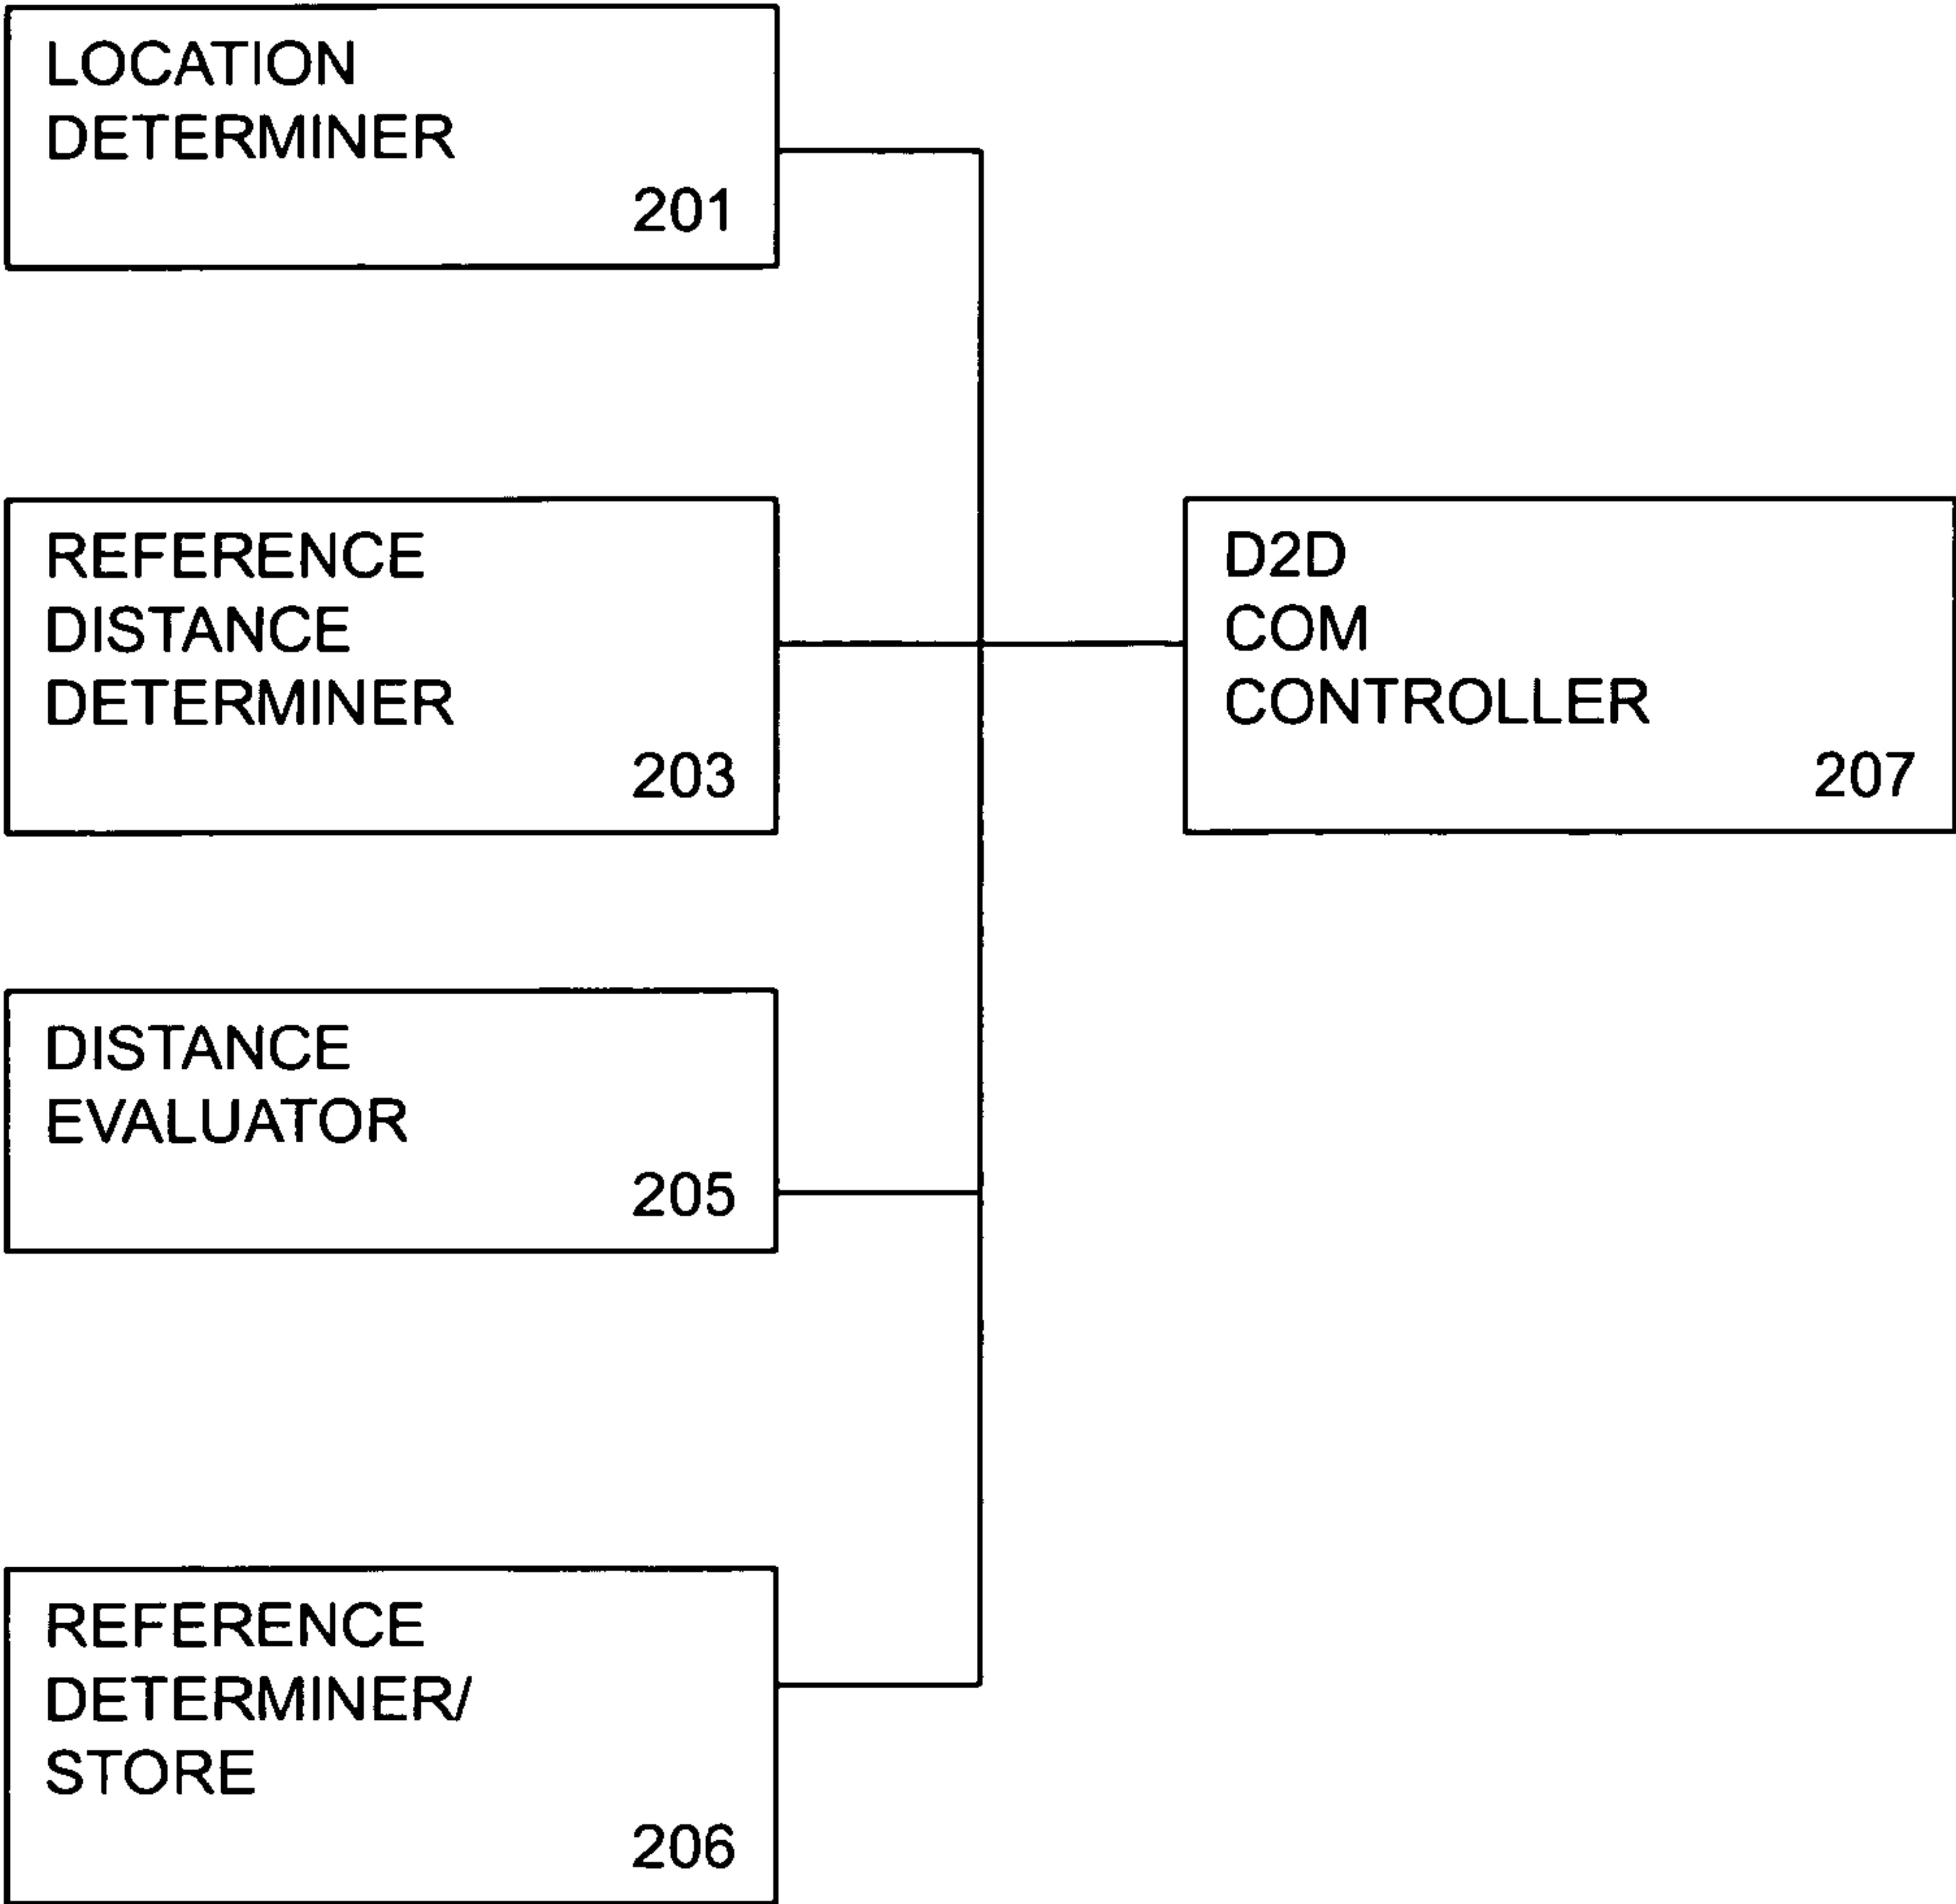 LOCATION
DETERMINER
201
REFERENCE
DISTANCE
DETERMINER
203
D2D
COM
CONTROLLER
207
DISTANCE
EVALUATOR
205
REFERENCE
DETERMINER/
STORE
206